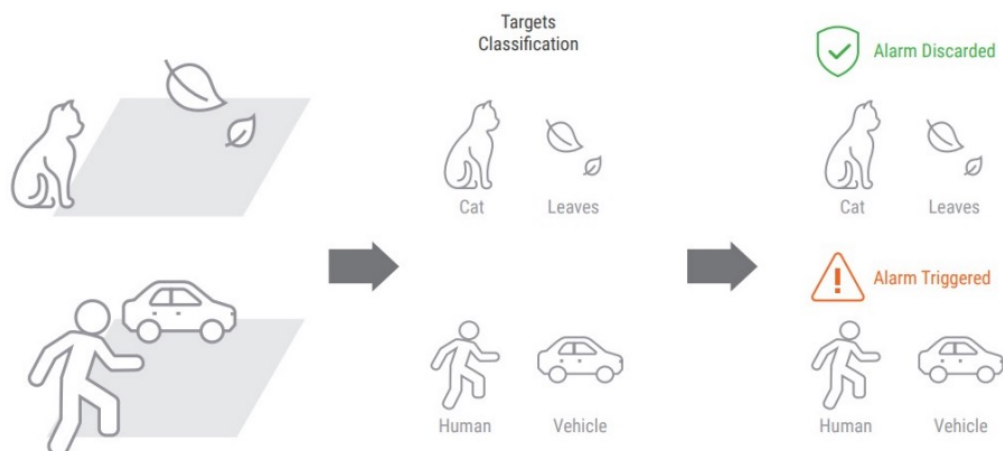 Targets
Classification
Alarm Discarded
Cat
Leaves
Cat
Leaves
Alarm Triggered
Human
Vehicle
Human
Vehicle